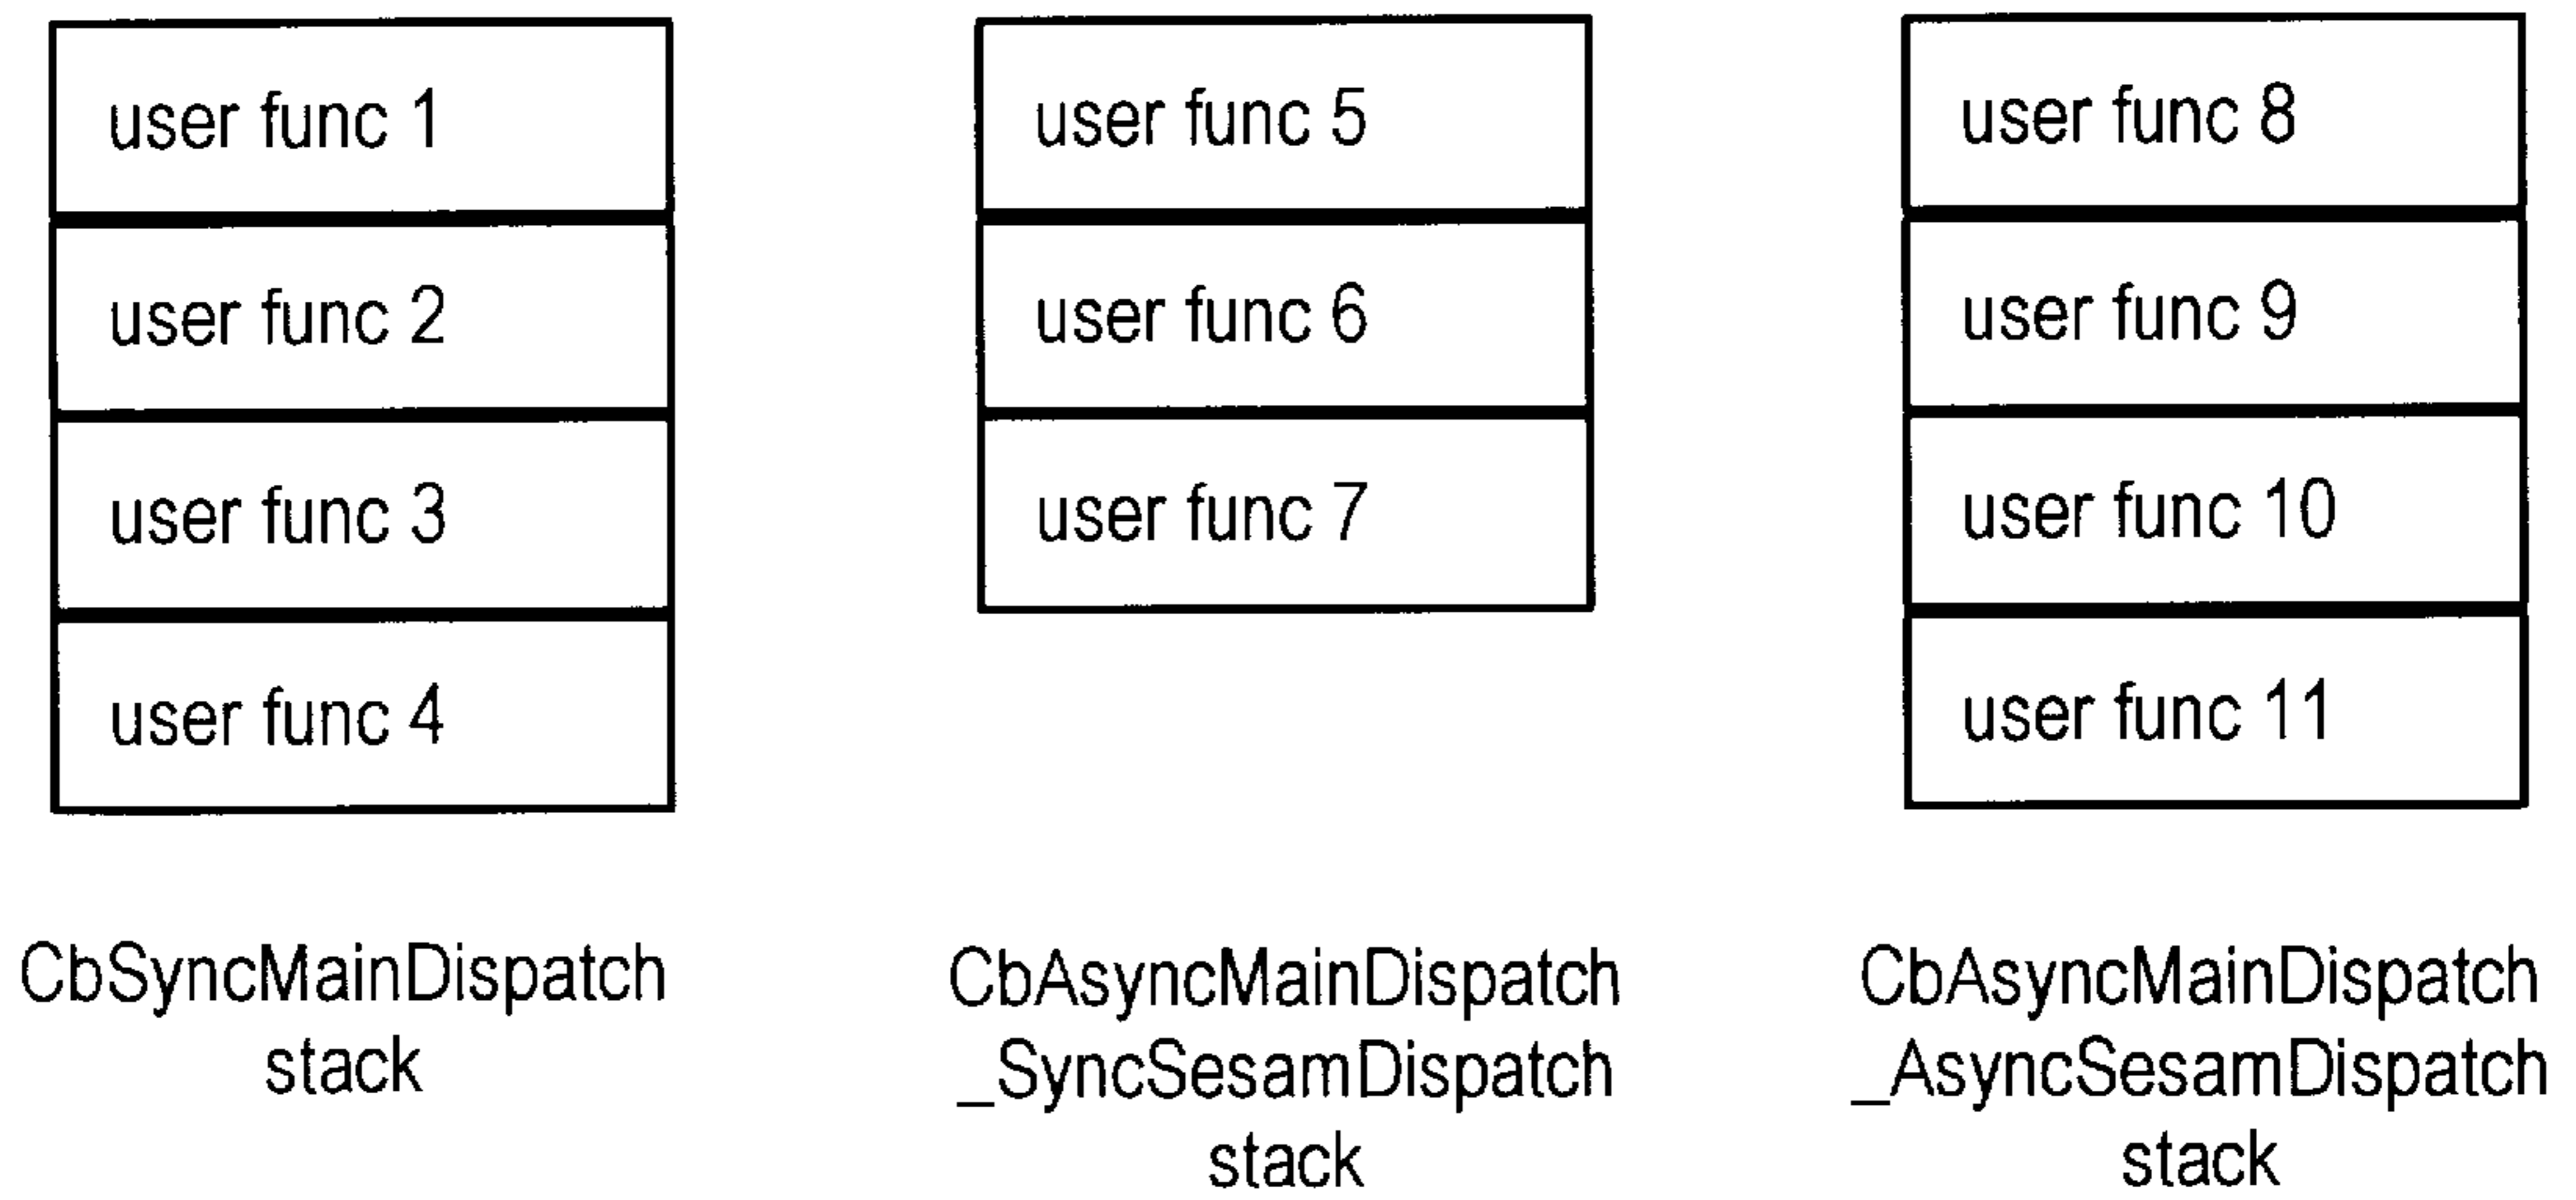 user func 1
user func 2
user func 3
user func 4
CbSyncMainDispatch
stack
user func 5
user func 6
user func 7
CbAsyncMainDispatch
_SyncSesamDispatch
stack
user func 8
user func 9
user func 10
user func 11
CbAsyncMainDispatch
_AsyncSesamDispatch
stack